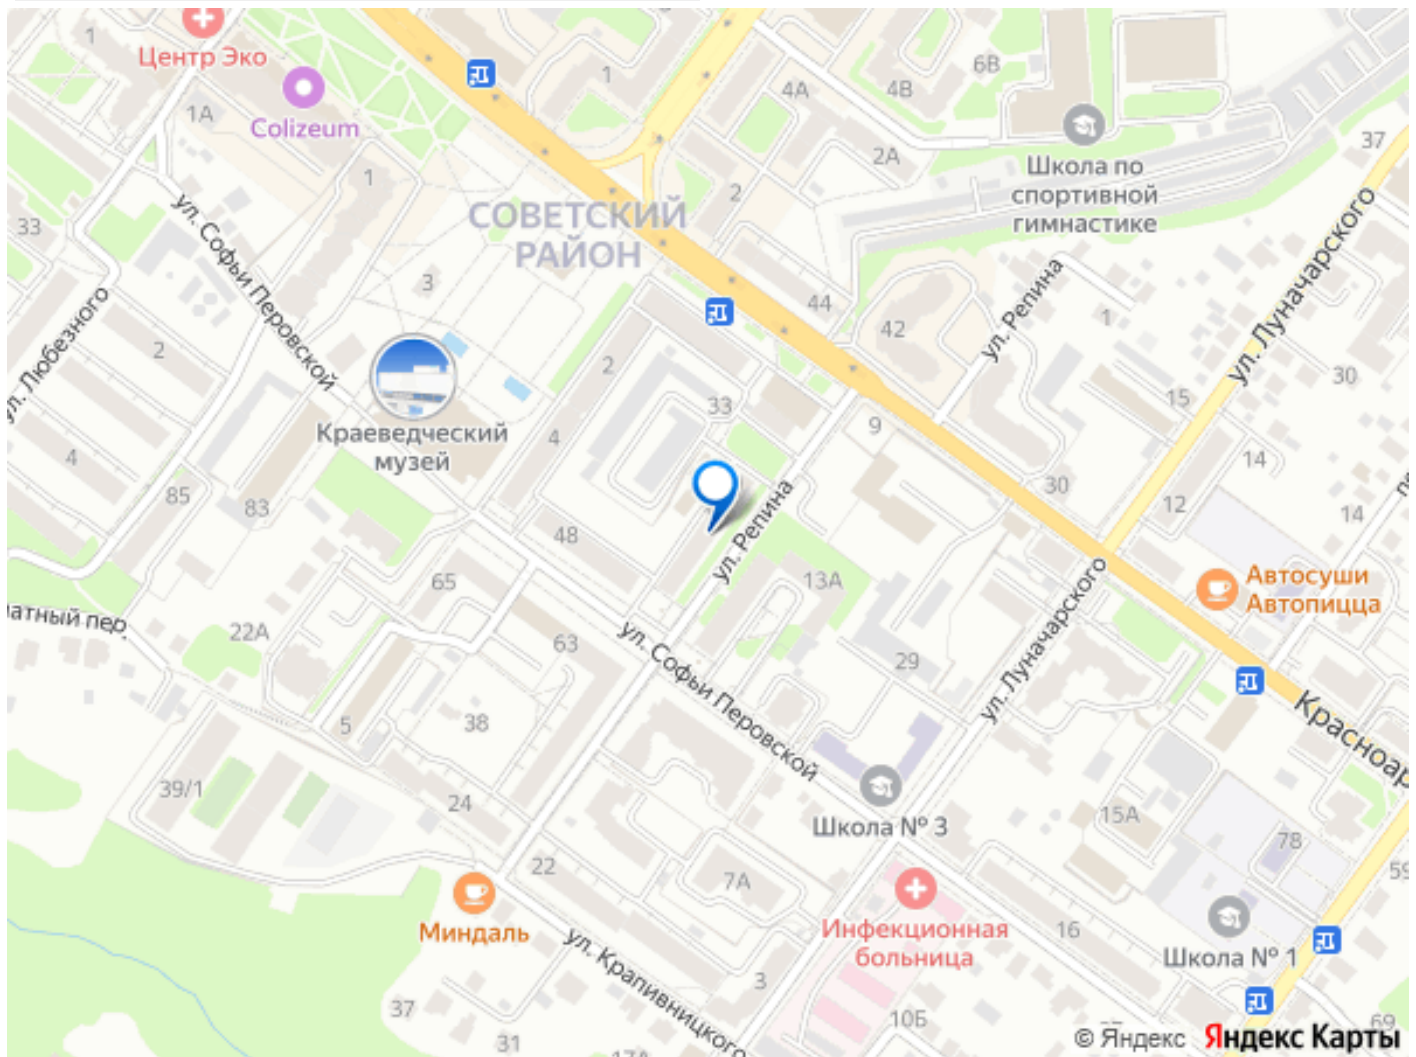 1
Центр Эко
1А
Colizeum
1
1
4А
4В
6В
2А
Школа по
спортивной
гимнастике
37
33
ул. Софьи Перовской
СОВЕТСКИЙ
РАЙОН
2
3
44
42
ул. Репина
1
ул. Луначарского
30
15
ул. Любезного
2
4
Краеведческий
музей
2
4
33
9
30
14
12
14
85
83
48
65
63
ул. Репина
13А
29
ул. Луначарского
Автосуши
Автопицца
22А
5
38
ул. Софьи Перовской
39/1
24
22
Школа № 3
15А
78
59
7А
Миндаль
Инфекционная
больница
16
Школа № 1
ул. Крапивницкого
3
37
31
17А
10Б
69
© Яндекс Яндекс Карты